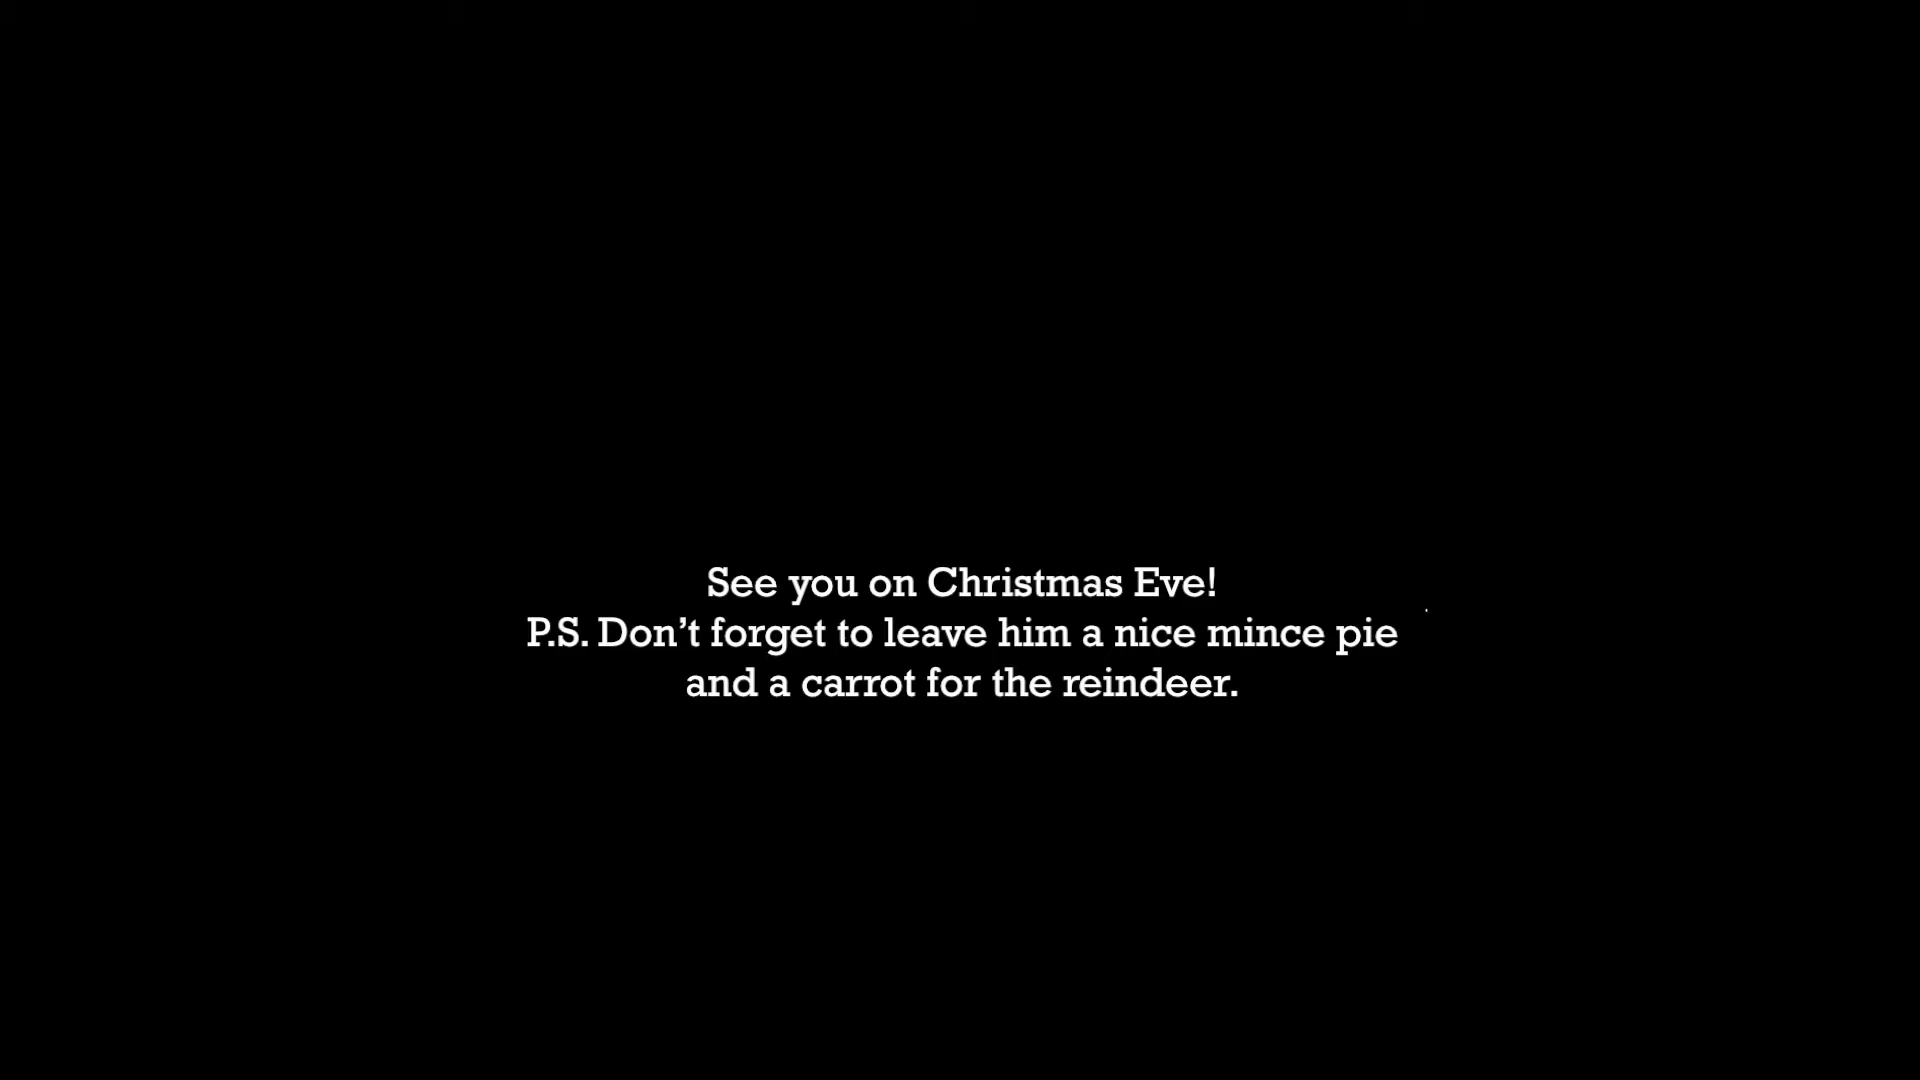 See you on Christmas Eve!
P.S. Don’t forget to leave him a nice mince pie
and a carrot for the reindeer.